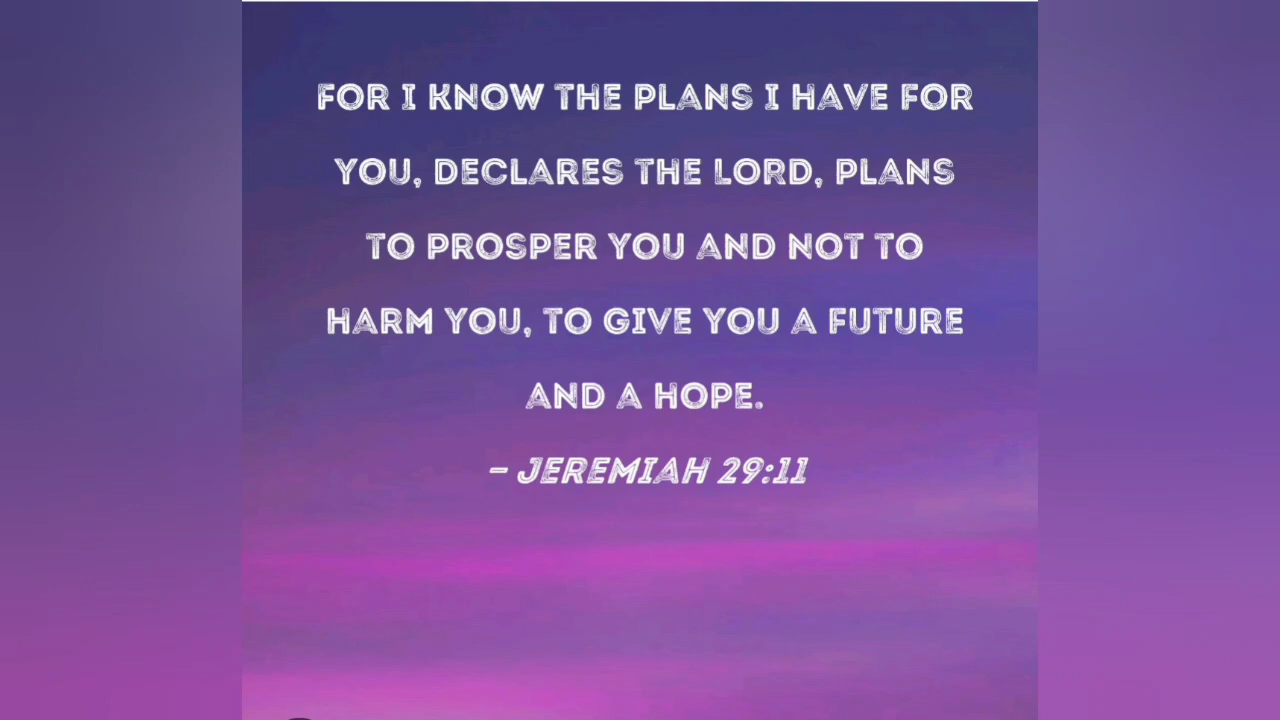 FOR I KNOW THE PLANS I HAVE FOR
YOU, DECLARES THE LORD, PLANS
TO PROSPER YOU AND NOT TO
HARM YOU, TO GIVE YOU A FUTURE
AND A HOPE.
– JEREMIAH 29:11